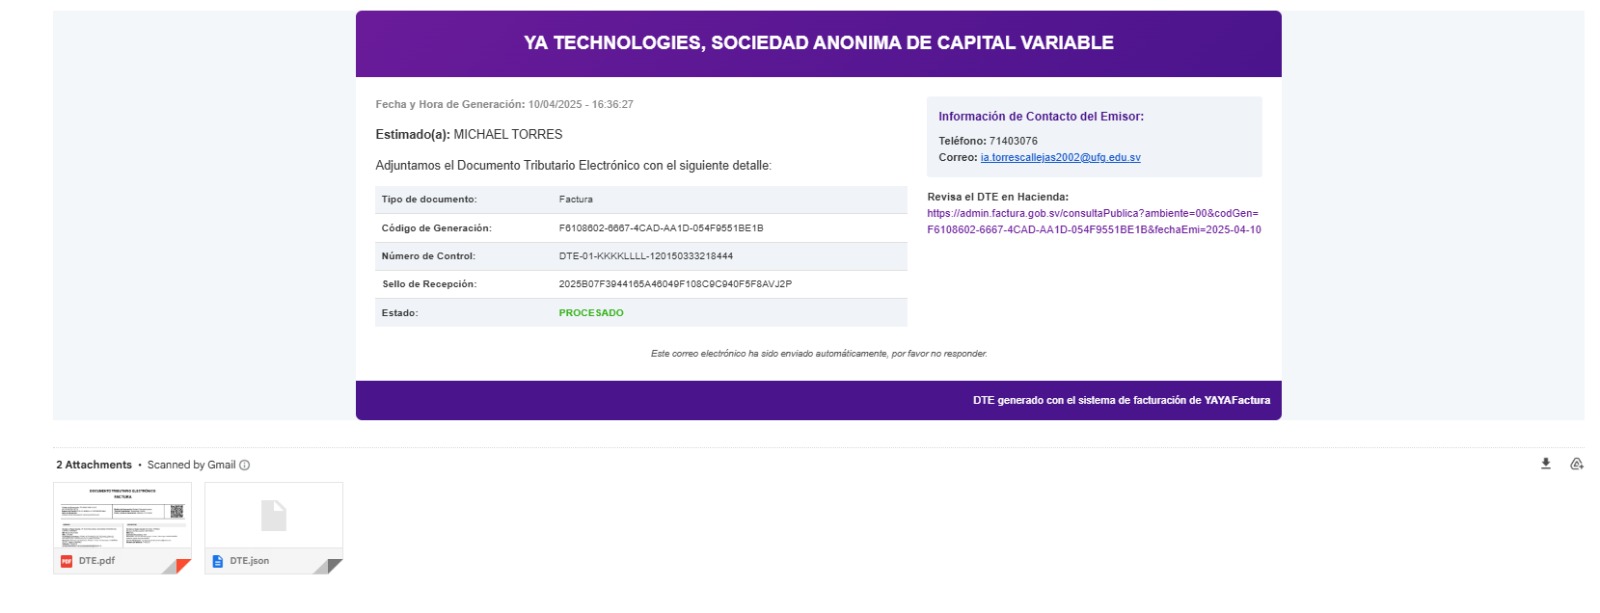 YA TECHNOLOGIES, SOCIEDAD ANONIMA DE CAPITAL VARIABLE
Fecha y Hora de Generación: 10/04/2025 - 16:36:27
Estimado(a): MICHAEL TORRES
Adjuntamos el Documento Tributario Electrónico con el siguiente detalle:
Tipo de documento: Factura
Código de Generación: F6108602-6667-4CAD-AA1D-054F9551BE1B
Número de Control: DTE-01-KKKKLLLL-120150333218444
Sello de Recepción: 2025B07F3944165A46049F108C9C940F5F8AVJ2P
Estado: PROCESADO
Información de Contacto del Emisor:
Teléfono: 71403076
Correo: ia.torrescallejas2002@ufg.edu.sv
Revisa el DTE en Hacienda:
https://admin.factura.gob.sv/consultaPublica?ambiente=00&codGen=
F6108602-6667-4CAD-AA1D-054F9551BE1B&fechaEmi=2025-04-10
Este correo electrónico ha sido enviado automáticamente, por favor no responder.
DTE generado con el sistema de facturación de YAYAFactura
2 Attachments • Scanned by Gmail
DOCUMENTO TRIBUTARIO ELECTRÓNICO
FACTURA
PDF DTE.pdf
DTE.json